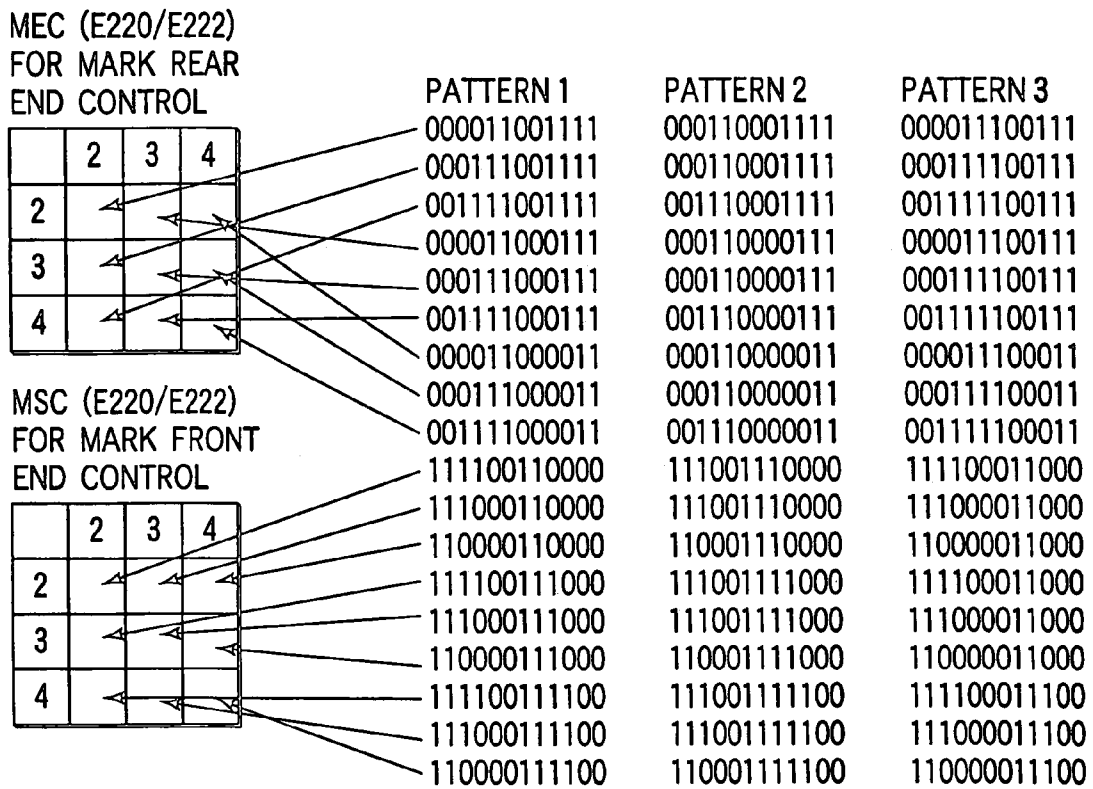 MEC (E220/E222)
FOR MARK REAR
END CONTROL
2 3 4
2
3
4
MSC (E220/E222)
FOR MARK FRONT
END CONTROL
2 3 4
2
3
4
PATTERN 1 PATTERN 2 PATTERN 3
000011001111 000110001111 000011100111
000111001111 000110001111 000111100111
001111001111 001110001111 001111100111
000011000111 000110000111 000011100111
000111000111 000110000111 000111100111
001111000111 001110000111 001111100111
000011000011 000110000011 000011100011
000111000011 000110000011 000111100011
001111000011 001110000011 001111100011
111100110000 111001110000 111100011000
111000110000 111001110000 111000011000
110000110000 110001110000 110000011000
111100111000 111001111000 111100011000
111000111000 111001111000 111000011000
110000111000 110001111000 110000011000
111100111100 111001111100 111100011100
111000111100 111001111100 111000011100
110000111100 110001111100 110000011100